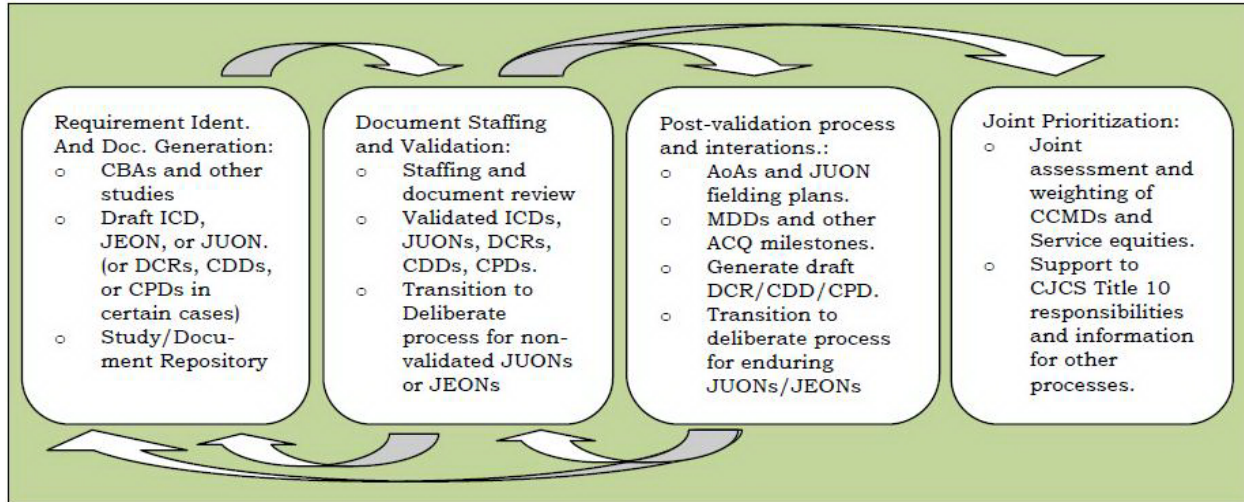 Requirement Ident.
And Doc. Generation:
o CBAs and other
studies
o Draft ICD,
JEON, or JUON.
(or DCRs, CDDs,
or CPDs in
certain cases)
o Study/Docu-
ment Repository
Document Staffing
and Validation:
o Staffing and
document review
o Validated ICDs,
JUONs, DCRs,
CDDs, CPDs.
o Transition to
Deliberate
process for non-
validated JUONs
or JEONs
Post-validation process
and interations.:
o AoAs and JUON
fielding plans.
o MDDs and other
ACQ milestones.
o Generate draft
DCR/CDD/CPD.
o Transition to
deliberate process
for enduring
JUONs/JEONs
Joint Prioritization:
o Joint
assessment and
weighting of
CCMDs and
Service equities.
o Support to
CJCS Title 10
responsibilities
and information
for other
processes.